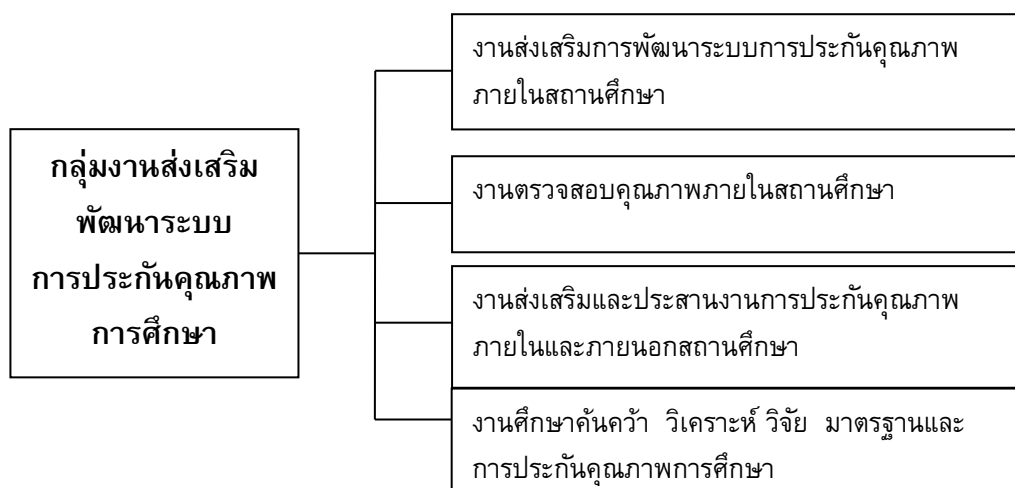 กลุ่มงานส่งเสริม
พัฒนาระบบ
การประกันคุณภาพ
การศึกษา
งานส่งเสริมการพัฒนาระบบการประกันคุณภาพ
ภายในสถานศึกษา
งานตรวจสอบคุณภาพภายในสถานศึกษา
งานส่งเสริมและประสานงานการประกันคุณภาพ
ภายในและภายนอกสถานศึกษา
งานศึกษาค้นคว้า วิเคราะห์ วิจัย มาตรฐานและ
การประกันคุณภาพการศึกษา